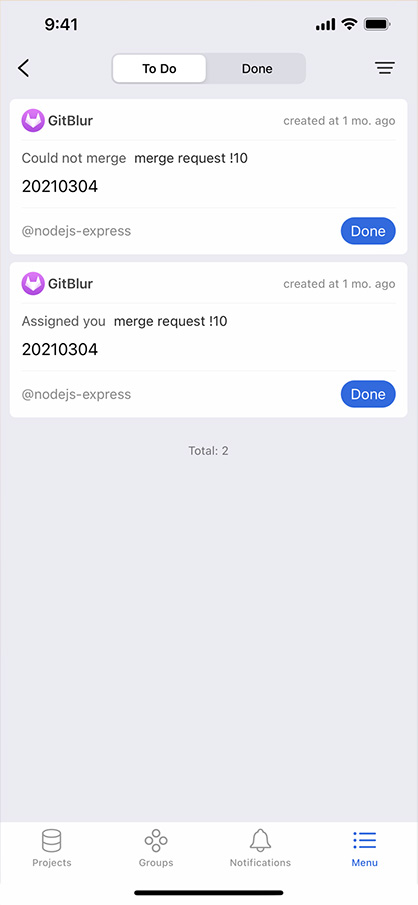 9:41
To Do Done
GitBlur created at 1 mo. ago
Could not merge merge request !10
20210304
@nodejs-express Done
GitBlur created at 1 mo. ago
Assigned you merge request !10
20210304
@nodejs-express Done
Total: 2
Projects Groups Notifications Menu